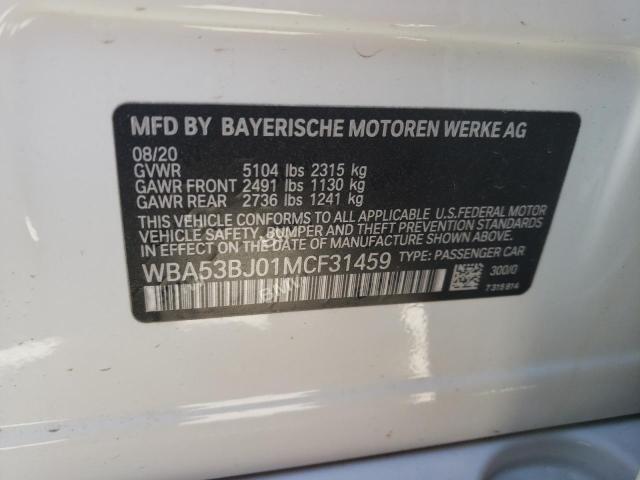 MFD BY BAYERISCHE MOTOREN WERKE AG
08/20
GVWR 5104 lbs 2315 kg
GAWR FRONT 2491 lbs 1130 kg
GAWR REAR 2736 lbs 1241 kg
THIS VEHICLE CONFORMS TO ALL APPLICABLE U.S.FEDERAL MOTOR
VEHICLE SAFETY, BUMPER AND THEFT PREVENTION STANDARDS
IN EFFECT ON THE DATE OF MANUFACTURE SHOWN ABOVE.
WBA53BJ01MCF31459 TYPE: PASSENGER CAR
300/0
7315814